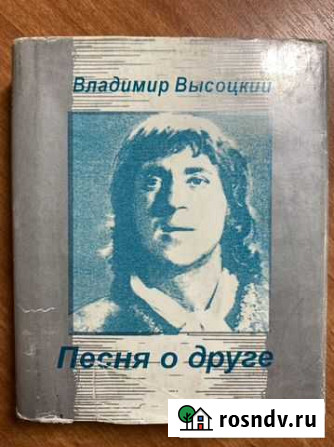 Владимир Высоцкий
Песня о друге
rosndv.ru